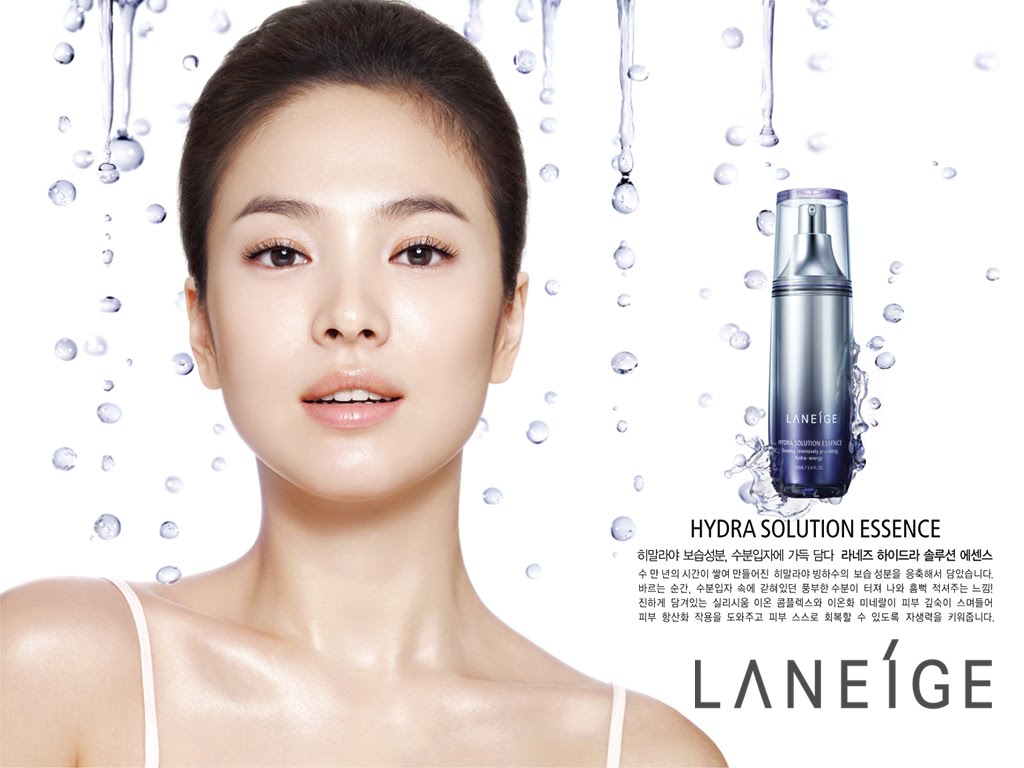 LANEÍGE
HYDRA SOLUTION ESSENCE
Essence intensively providing
hydra-energy
HYDRA SOLUTION ESSENCE
히말라야 보습성분, 수분입자에 가득 담다 라네즈 하이드라 솔루션 에센스
수 만 년의 시간이 쌓여 만들어진 히말라야 빙하수의 보습 성분을 응축해서 담았습니다.
바르는 순간, 수분입자 속에 갇혀있던 풍부한 수분이 터져 나와 흠뻑 적셔주는 느낌!
진하게 담겨있는 실리시움 이온 콤플렉스와 이온화 미네랄이 피부 깊숙이 스며들어
피부 항산화 작용을 도와주고 피부 스스로 회복할 수 있도록 자생력을 키워줍니다.
LANEÍGE